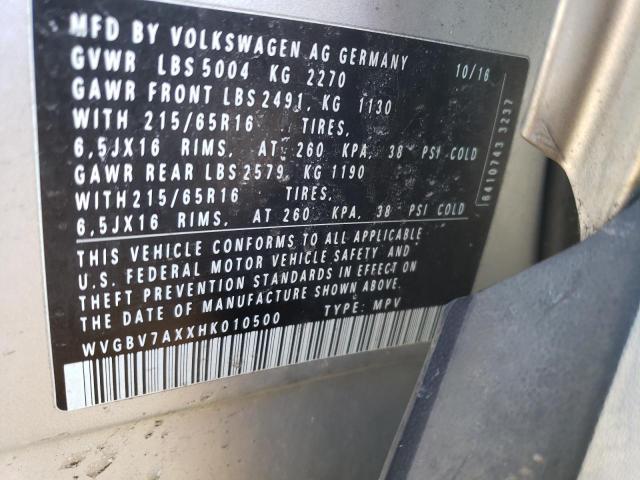 MFD BY VOLKSWAGEN AG GERMANY
GVWR LBS 5004 KG 2270 10/16
GAWR FRONT LBS 2491, KG 1130
WITH 215/65R16 TIRES,
6,5JX16 RIMS, AT 260 KPA, 38 PSI COLD
GAWR REAR LBS 2579, KG 1190
WITH 215/65R16 TIRES,
6,5JX16 RIMS, AT 260 KPA, 38 PSI COLD
THIS VEHICLE CONFORMS TO ALL APPLICABLE
U.S. FEDERAL MOTOR VEHICLE SAFETY AND
THEFT PREVENTION STANDARDS IN EFFECT ON
THE DATE OF MANUFACTURE SHOWN ABOVE.
WVGBV7AXXHK010500 TYPE: MPV
6410743 3237